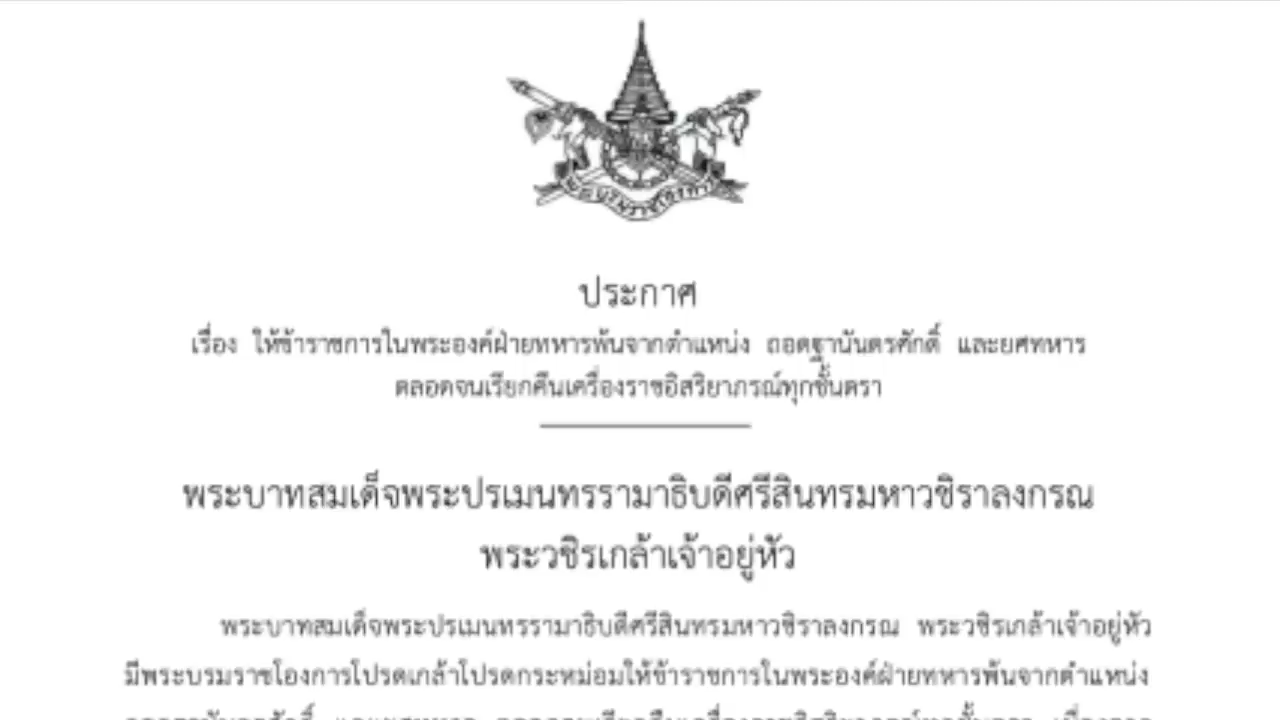 พระบรมราชโองการ
ประกาศ
เรื่อง ให้ข้าราชการในพระองค์ฝ่ายทหารพ้นจากตำแหน่ง ถอดฐานันดรศักดิ์ และยศทหาร
ตลอดจนเรียกคืนเครื่องราชอิสริยาภรณ์ทุกชั้นตรา
พระบาทสมเด็จพระปรเมนทรรามาธิบดีศรีสินทรมหาวชิราลงกรณ
พระวชิรเกล้าเจ้าอยู่หัว
พระบาทสมเด็จพระปรเมนทรรามาธิบดีศรีสินทรมหาวชิราลงกรณ พระวชิรเกล้าเจ้าอยู่หัว
มีพระบรมราชโองการโปรดเกล้าโปรดกระหม่อมให้ข้าราชการในพระองค์ฝ่ายทหารพ้นจากตำแหน่ง